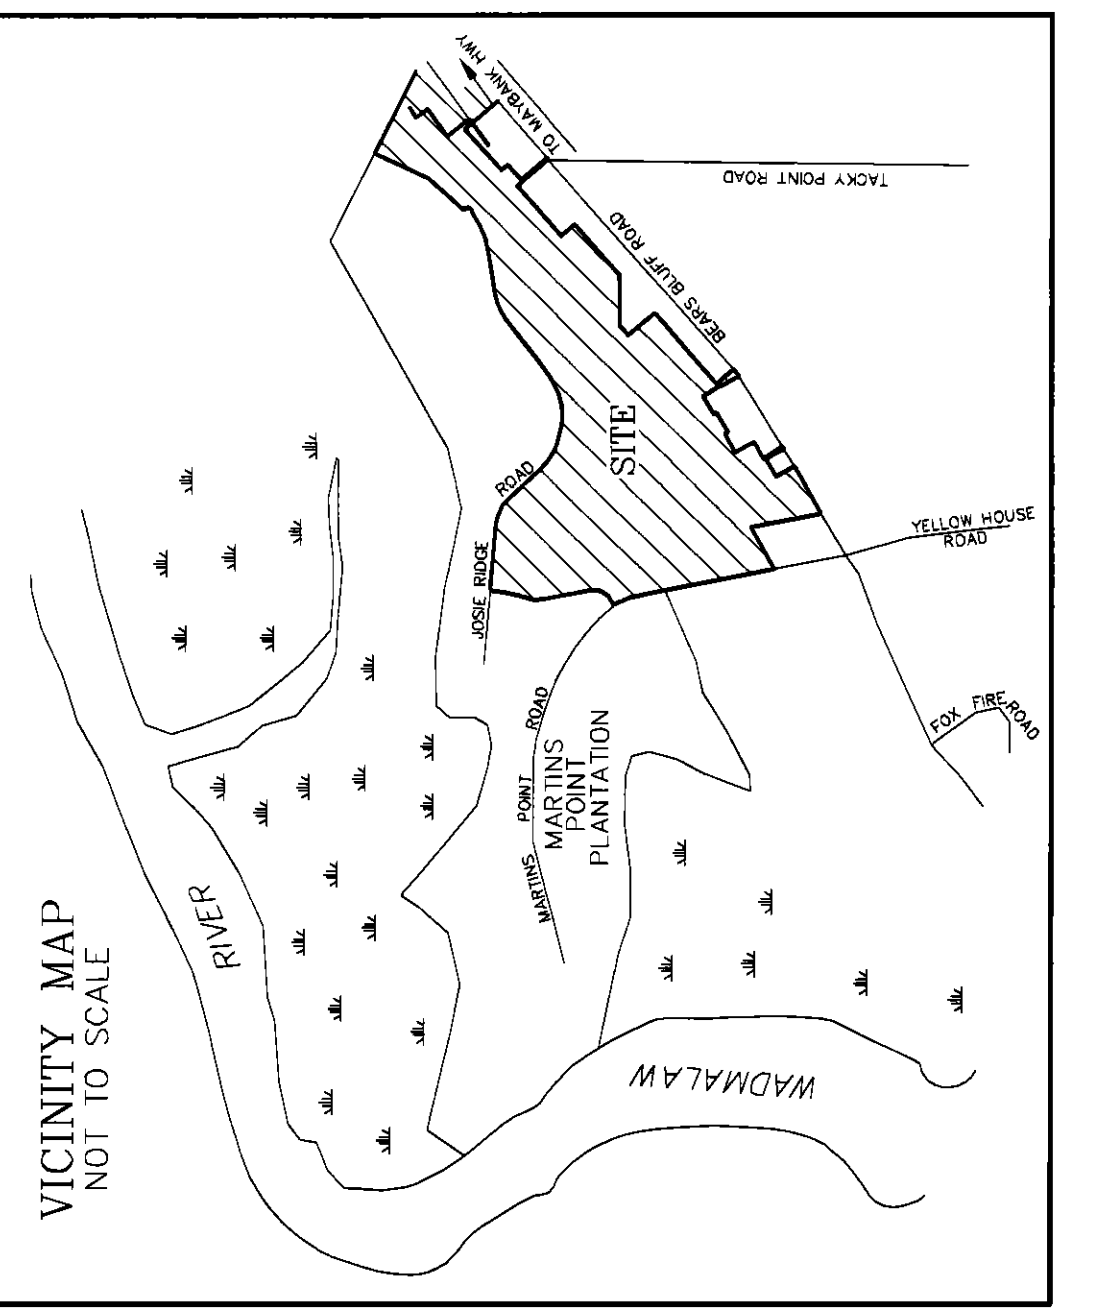 VICINITY MAP
NOT TO SCALE
TO MAYBANK HWY
TACKY POINT ROAD
BEARS BLUFF ROAD
SITE
YELLOW HOUSE
ROAD
JOSIE RIDGE ROAD
FOX FIRE ROAD
MARTINS POINT ROAD
MARTINS
POINT
PLANTATION
WADMALAW
RIVER